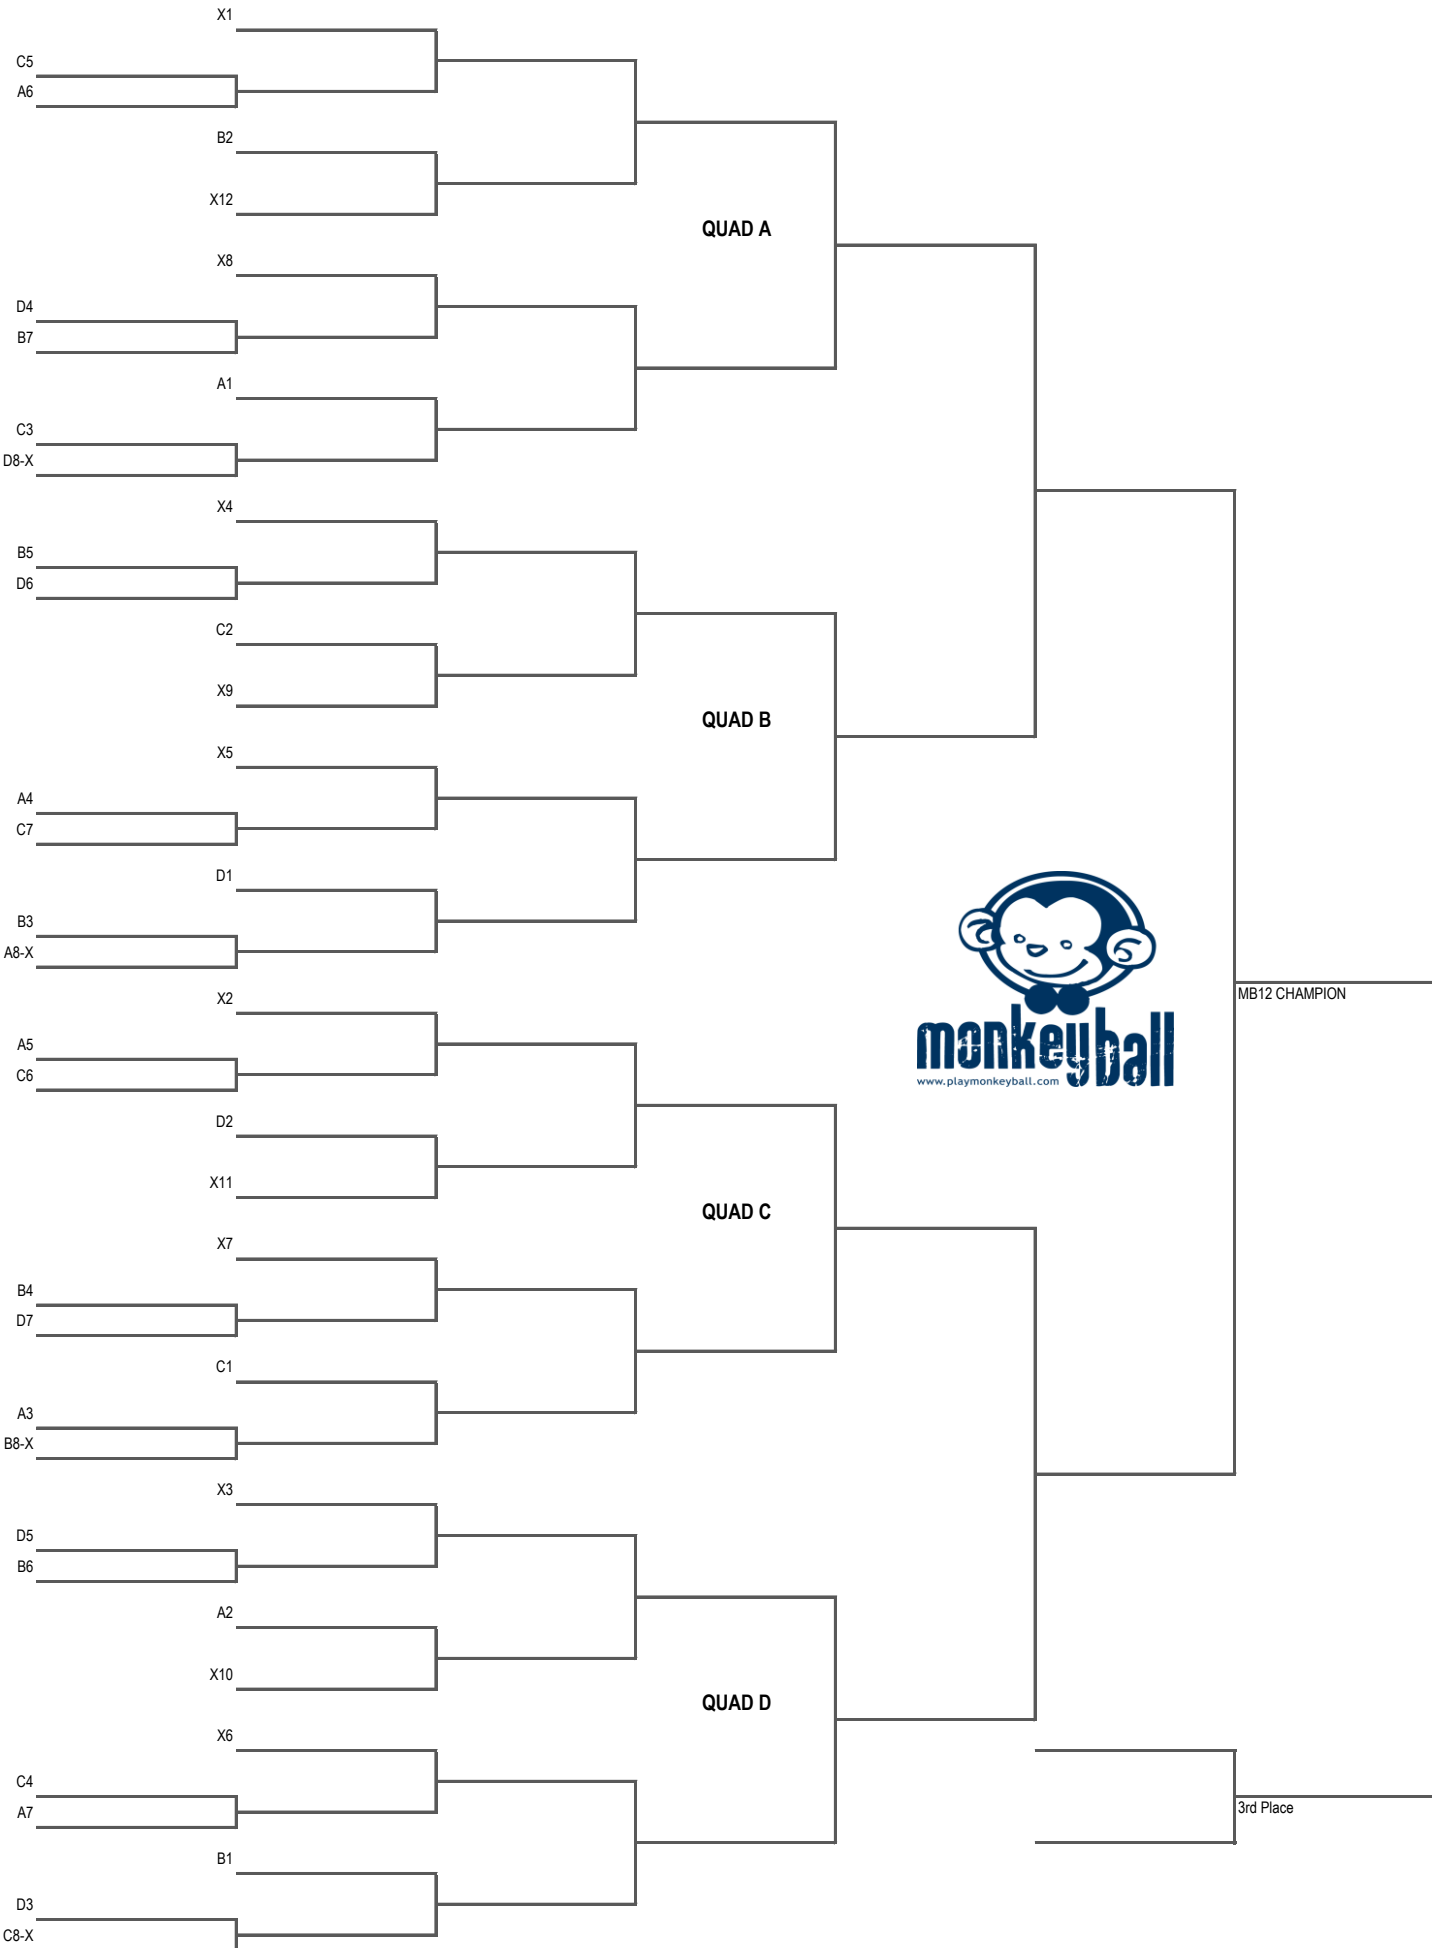 X1
C5
A6
B2
X12
QUAD A
X8
D4
B7
A1
C3
D8-X
X4
B5
D6
C2
X9
QUAD B
X5
A4
C7
D1
B3
A8-X
X2
MB12 CHAMPION
A5
C6
monkeyball
www.playmonkeyball.com
D2
X11
QUAD C
X7
B4
D7
C1
A3
B8-X
X3
D5
B6
A2
X10
QUAD D
X6
C4
A7
3rd Place
B1
D3
C8-X